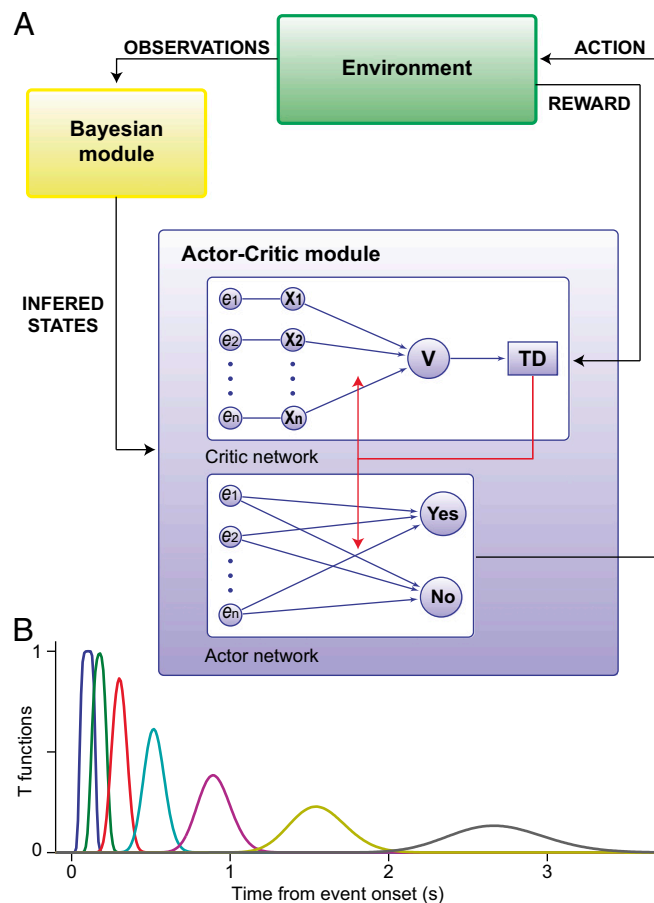 A
OBSERVATIONS
Environment
ACTION
REWARD
Bayesian
module
INFERED
STATES
Actor-Critic module
e1
X1
e2
X2
V
TD
en
Xn
Critic network
e1
Yes
e2
No
en
Actor network
B
1
T functions
0
0
1
2
3
Time from event onset (s)